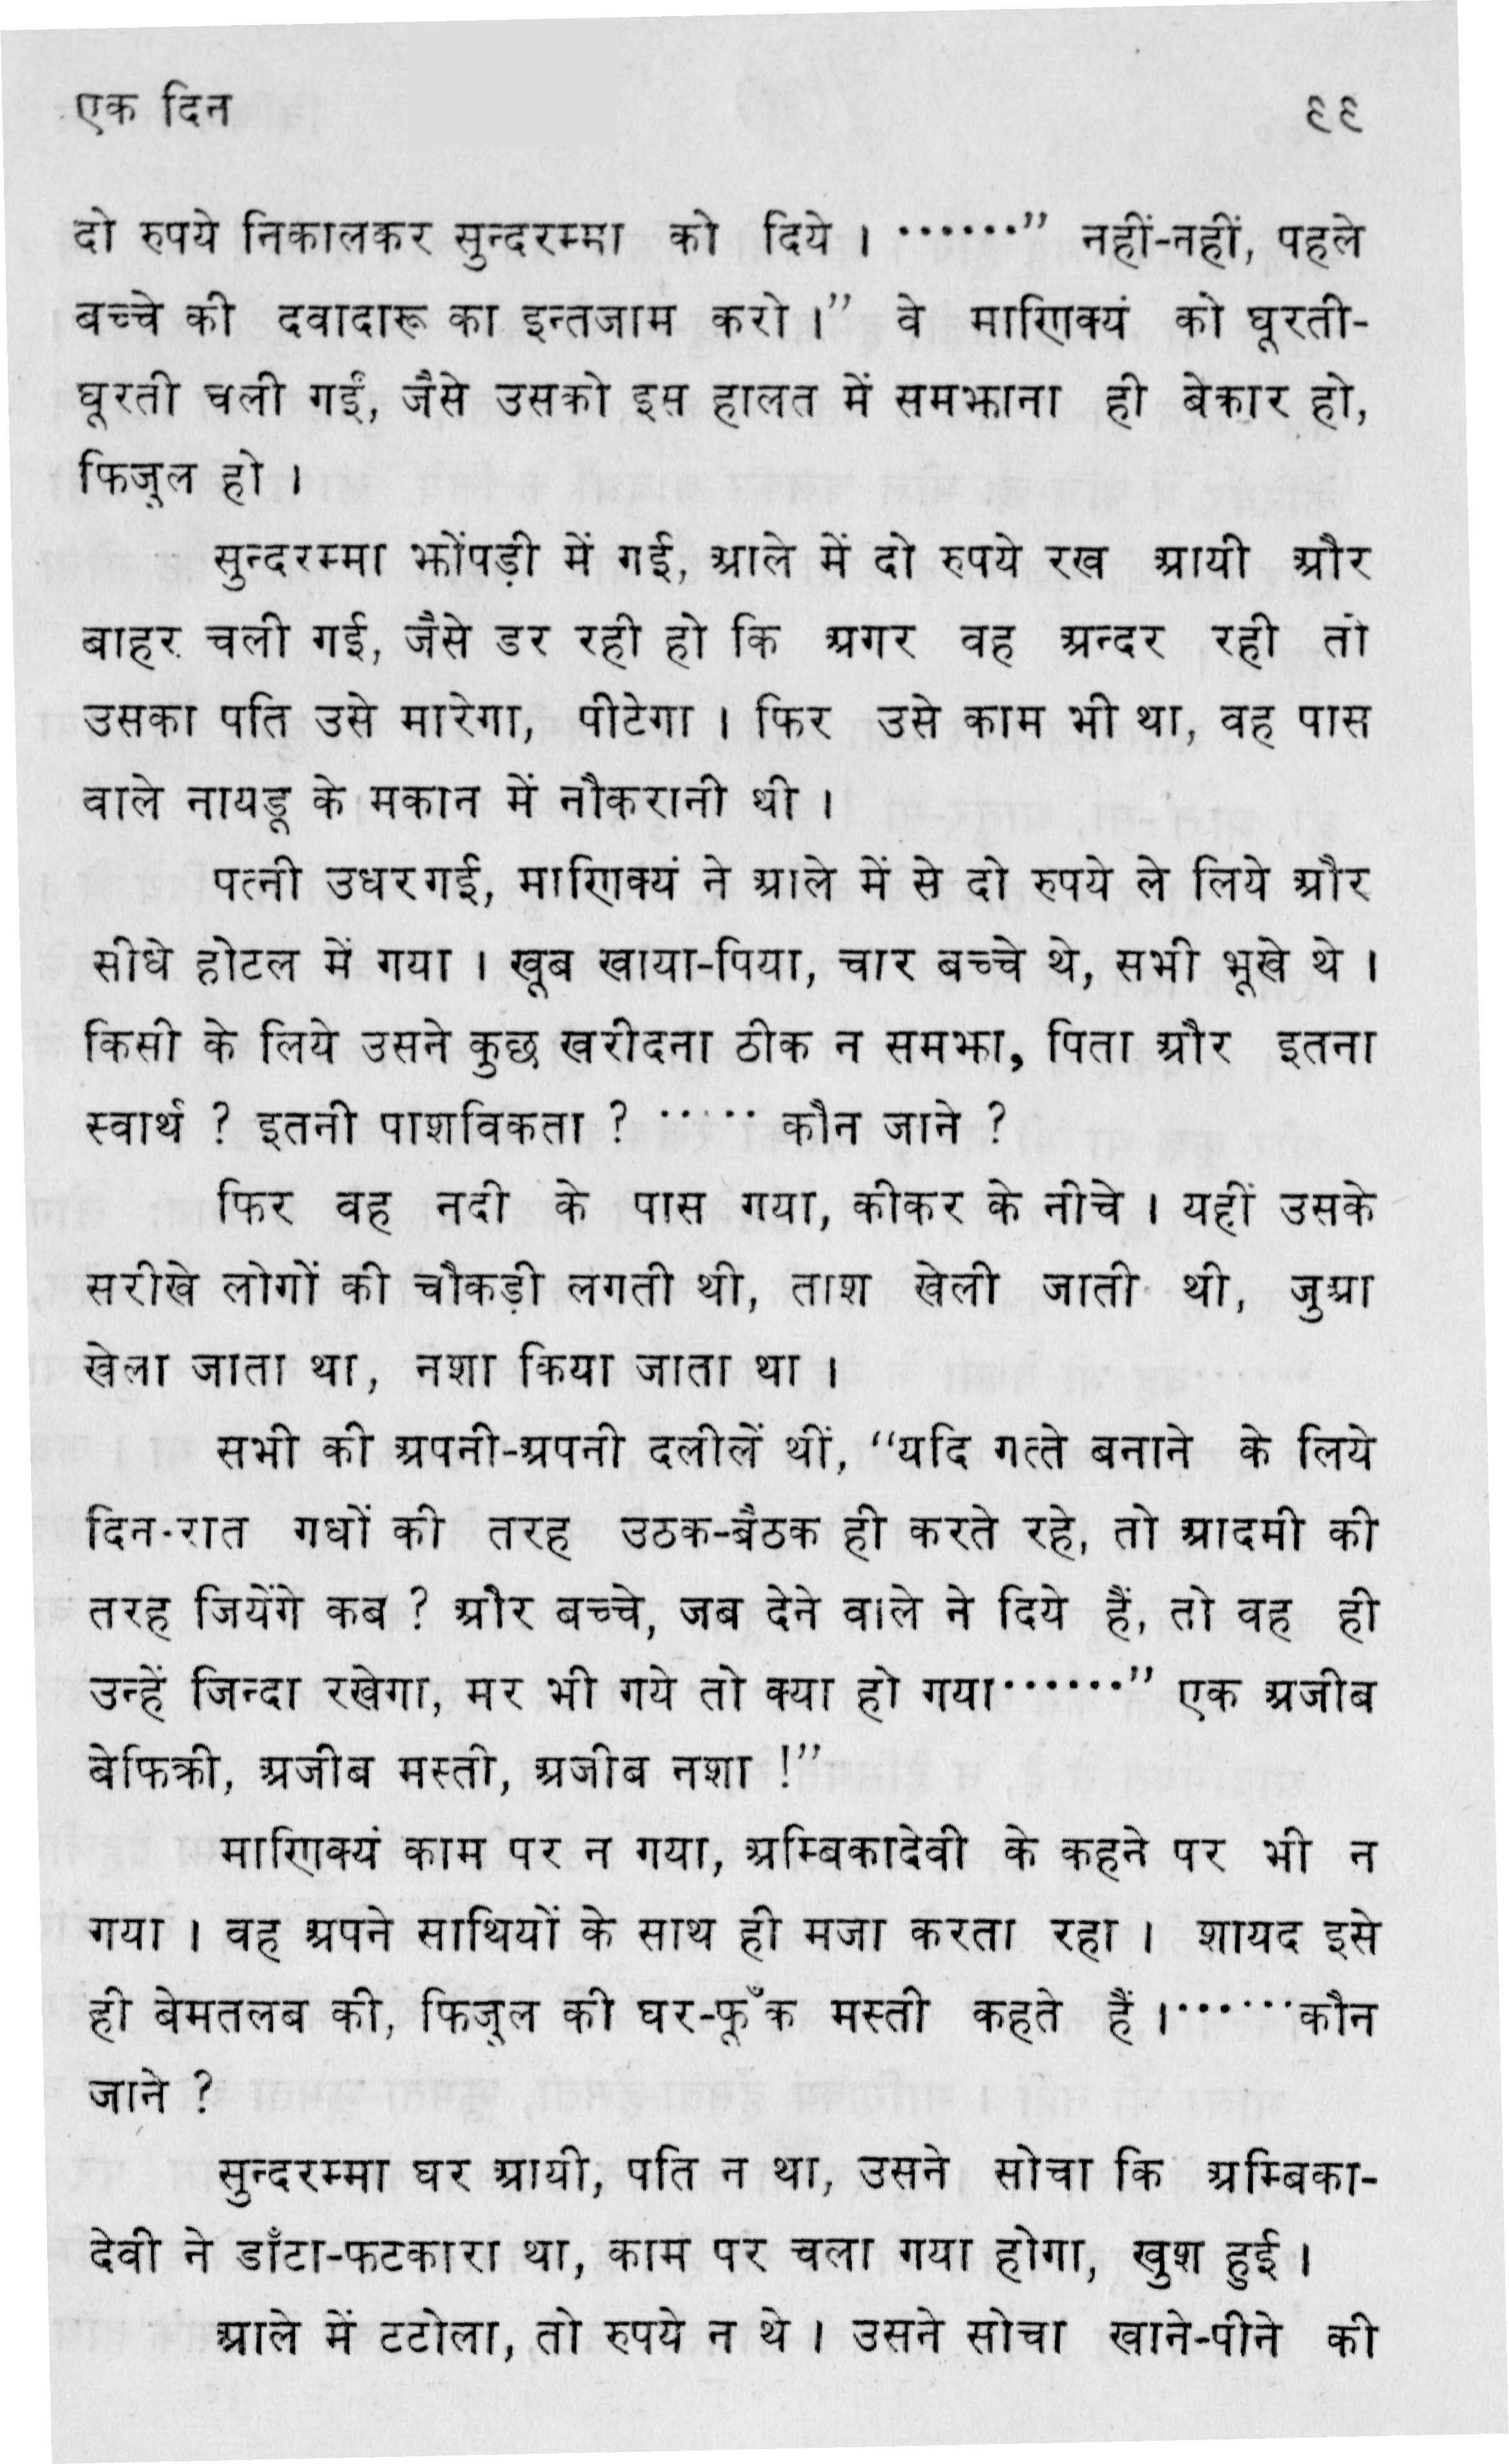 एक दिन ९९
दो रुपये निकालकर सुन्दरम्मा को दिये । ······” नहीं-नहीं, पहले
बच्चे की दवादारू का इन्तजाम करो ।” वे माणिक्यं को घूरती-
घूरती चली गईं, जैसे उसको इस हालत में समझाना ही बेकार हो,
फिजूल हो ।
सुन्दरम्मा झोंपड़ी में गई, आले में दो रुपये रख आयी और
बाहर चली गई, जैसे डर रही हो कि अगर वह अन्दर रही तो
उसका पति उसे मारेगा, पीटेगा । फिर उसे काम भी था, वह पास
वाले नायडू के मकान में नौकरानी थी ।
पत्नी उधर गई, माणिक्यं ने आले में से दो रुपये ले लिये और
सीधे होटल में गया । खूब खाया-पिया, चार बच्चे थे, सभी भूखे थे ।
किसी के लिये उसने कुछ खरीदना ठीक न समझा, पिता और इतना
स्वार्थ ? इतनी पाशविकता ? ····· कौन जाने ?
फिर वह नदी के पास गया, कीकर के नीचे । यहीं उसके
सरीखे लोगों की चौकड़ी लगती थी, ताश खेली जाती थी, जुआ
खेला जाता था, नशा किया जाता था ।
सभी की अपनी-अपनी दलीलें थीं, “यदि गत्ते बनाने के लिये
दिन-रात गधों की तरह उठक-बैठक ही करते रहे, तो आदमी की
तरह जियेंगे कब ? और बच्चे, जब देने वाले ने दिये हैं, तो वह ही
उन्हें जिन्दा रखेगा, मर भी गये तो क्या हो गया······” एक अजीब
बेफिक्री, अजीब मस्ती, अजीब नशा !”
माणिक्यं काम पर न गया, अम्बिकादेवी के कहने पर भी न
गया । वह अपने साथियों के साथ ही मजा करता रहा । शायद इसे
ही बेमतलब की, फिजूल की घर-फूँक मस्ती कहते हैं ।······कौन
जाने ?
सुन्दरम्मा घर आयी, पति न था, उसने सोचा कि अम्बिका-
देवी ने डाँटा-फटकारा था, काम पर चला गया होगा, खुश हुई ।
आले में टटोला, तो रुपये न थे । उसने सोचा खाने-पीने की